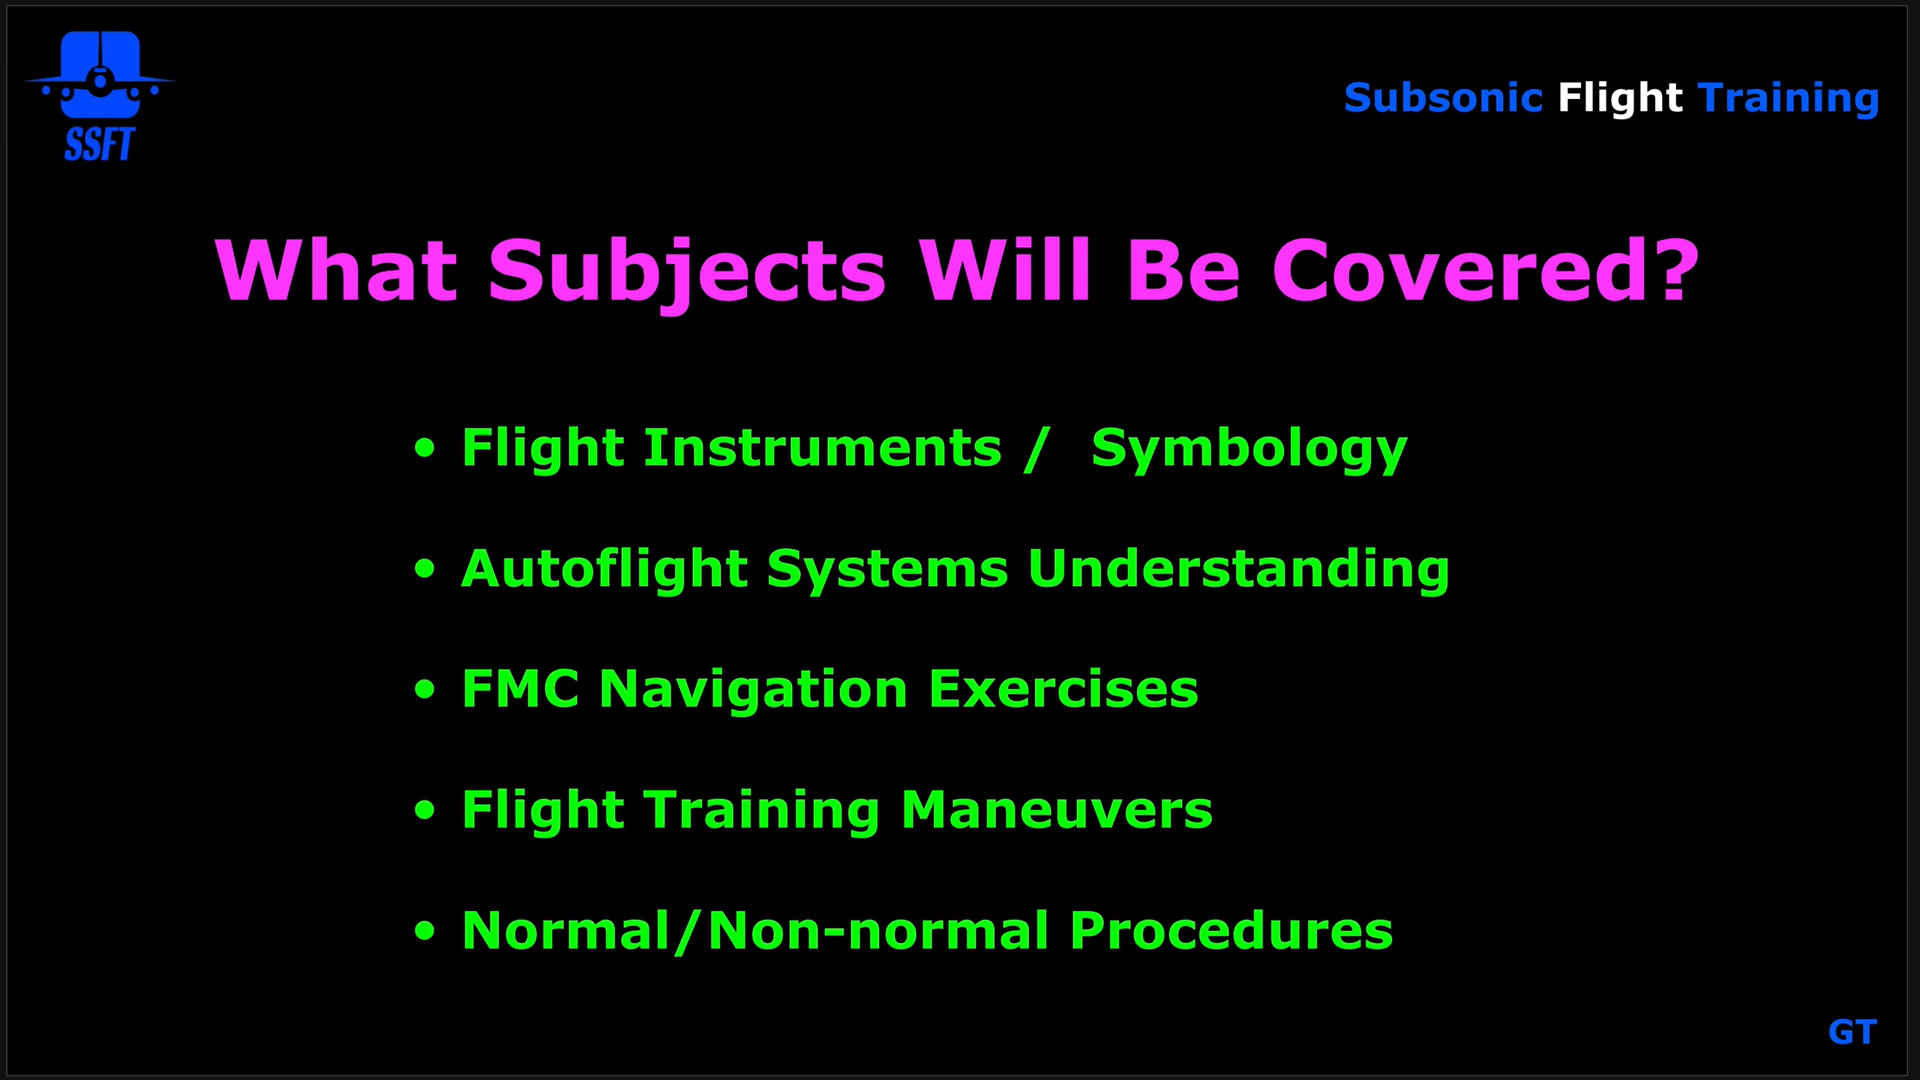 SSFT
Subsonic Flight Training
What Subjects Will Be Covered?
• Flight Instruments /  Symbology
• Autoflight Systems Understanding
• FMC Navigation Exercises
• Flight Training Maneuvers
• Normal/Non-normal Procedures
GT